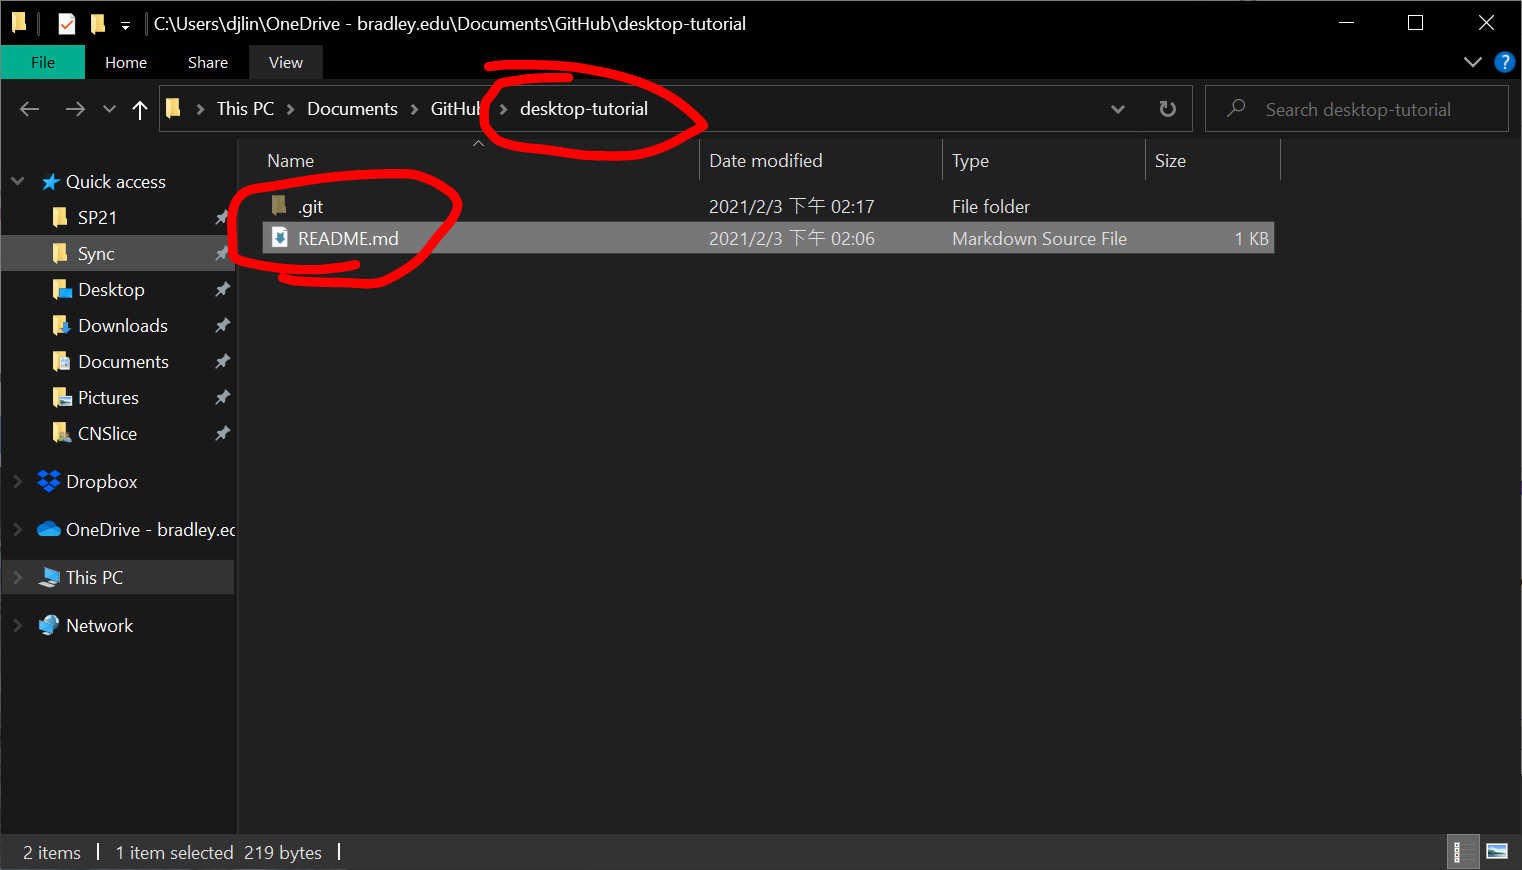 C:\Users\djlin\OneDrive - bradley.edu\Documents\GitHub\desktop-tutorial
File Home Share View
This PC Documents GitHub desktop-tutorial
Search desktop-tutorial
Name Date modified Type Size
.git 2021/2/3 下午 02:17 File folder
README.md 2021/2/3 下午 02:06 Markdown Source File 1 KB
Quick access
SP21
Sync
Desktop
Downloads
Documents
Pictures
CNSlice
Dropbox
OneDrive - bradley.ec
This PC
Network
2 items 1 item selected 219 bytes